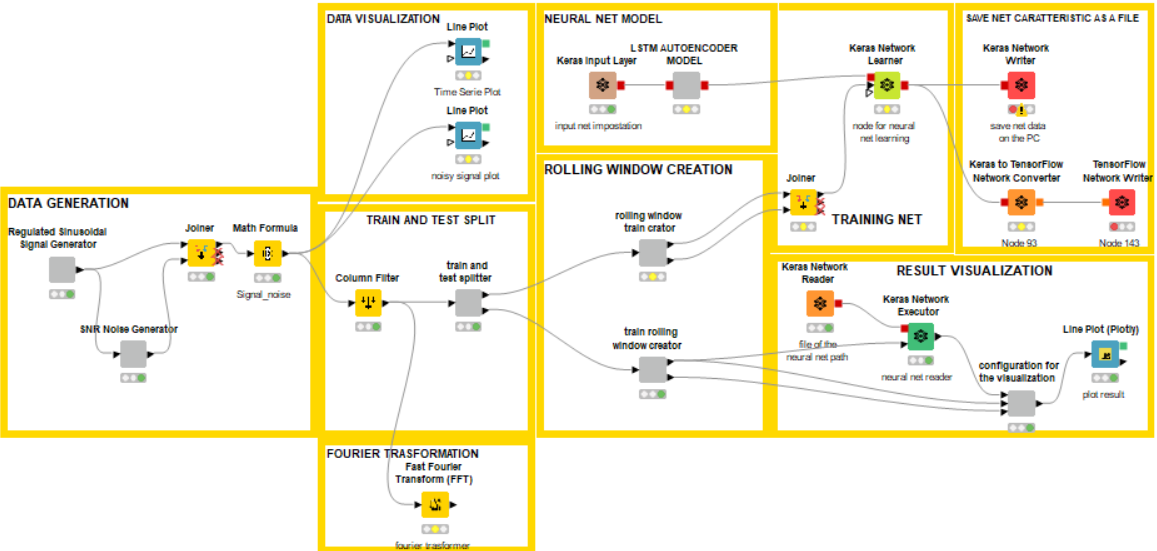 DATA VISUALIZATION
Line Plot
Time Serie Plot
Line Plot
noisy signal plot
NEURAL NET MODEL
Keras Input Layer
input net impostation
LSTM AUTOENCODER
MODEL
Keras Network
Learner
node for neural
net learning
SAVE NET CARATTERISTIC AS A FILE
Keras Network
Writer
save net data
on the PC
Keras to TensorFlow
Network Converter
Node 93
TensorFlow
Network Writer
Node 143
DATA GENERATION
Regulated Sinusoidal
Signal Generator
Joiner
Math Formula
Signal_noise
SNR Noise Generator
TRAIN AND TEST SPLIT
Column Filter
train and
test splitter
ROLLING WINDOW CREATION
rolling window
train crator
train rolling
window creator
Joiner
TRAINING NET
RESULT VISUALIZATION
Keras Network
Reader
file of the
neural net path
Keras Network
Executor
neural net reader
configuration for
the visualization
Line Plot (Plotly)
plot result
FOURIER TRASFORMATION
Fast Fourier
Transform (FFT)
fourier trasformer